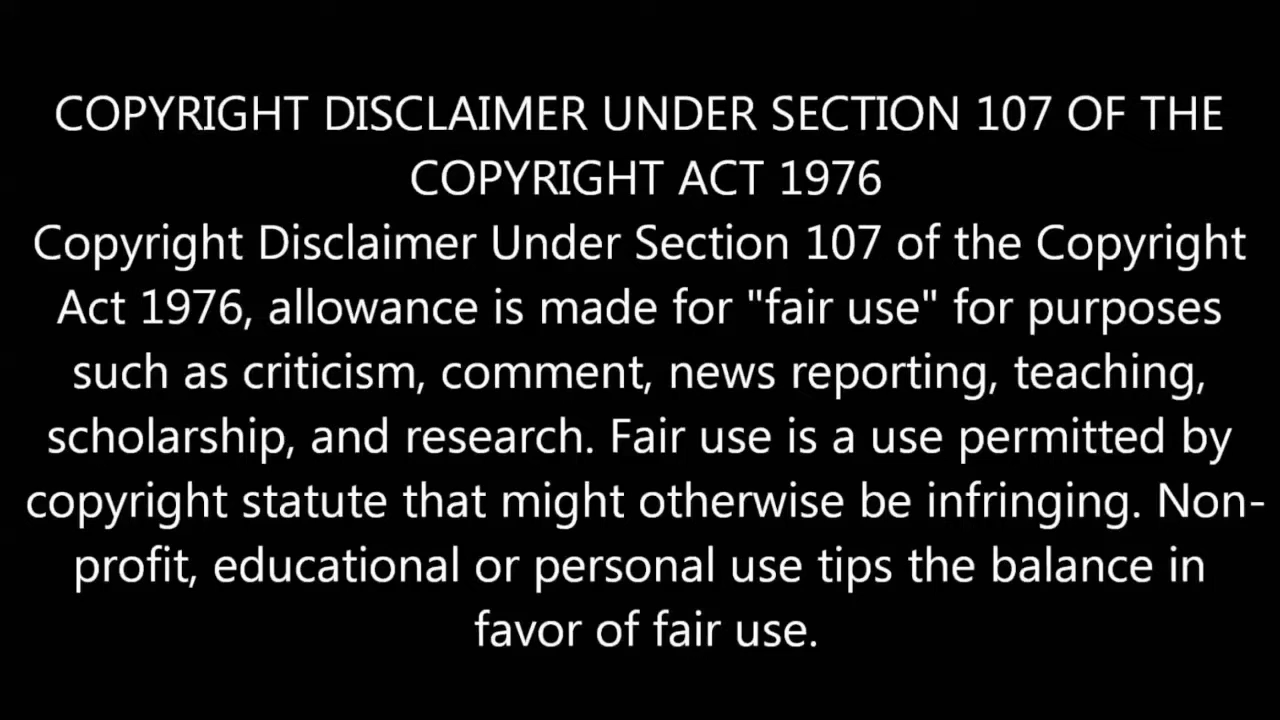 COPYRIGHT DISCLAIMER UNDER SECTION 107 OF THE
COPYRIGHT ACT 1976
Copyright Disclaimer Under Section 107 of the Copyright
Act 1976, allowance is made for "fair use" for purposes
such as criticism, comment, news reporting, teaching,
scholarship, and research. Fair use is a use permitted by
copyright statute that might otherwise be infringing. Non-
profit, educational or personal use tips the balance in
favor of fair use.